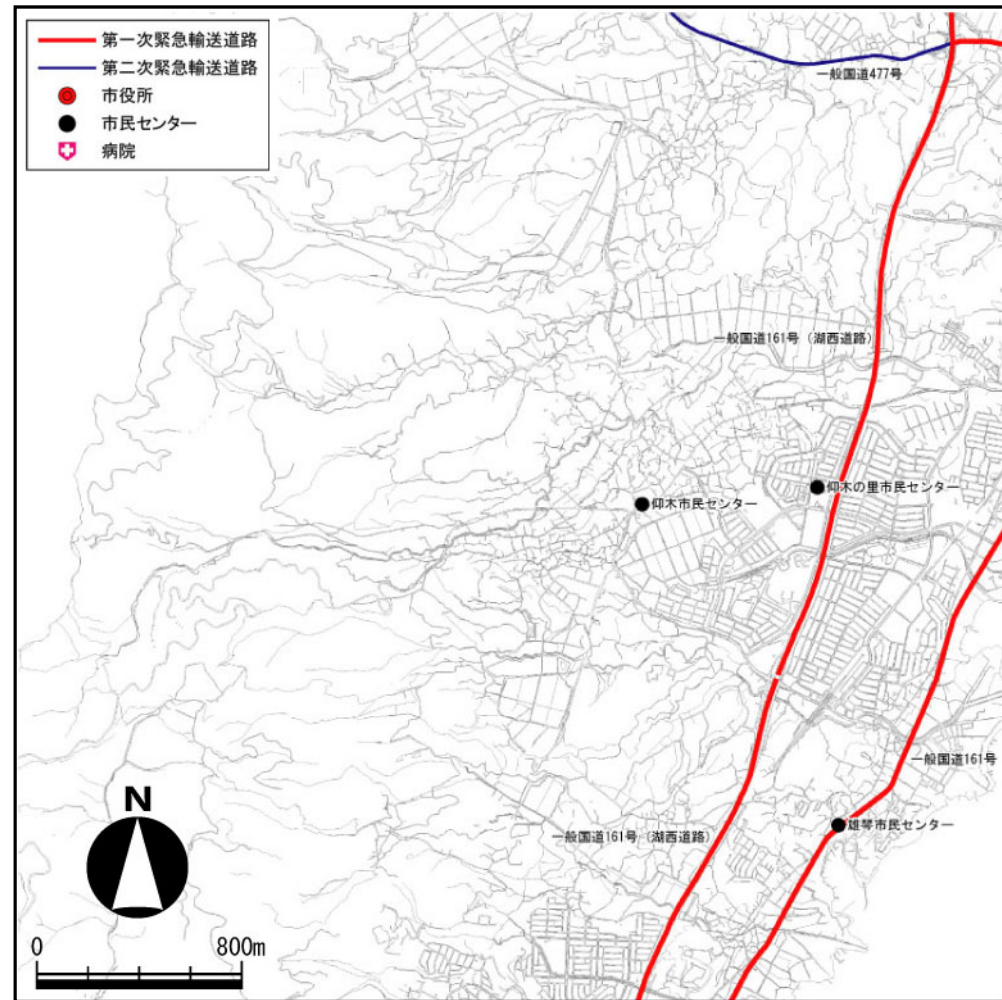 第一次緊急輸送道路
第二次緊急輸送道路
市役所
市民センター
病院
一般国道477号
一般国道161号（湖西道路）
仰木の里市民センター
仰木市民センター
一般国道161号
雄琴市民センター
一般国道161号（湖西道路）
N
0 800m